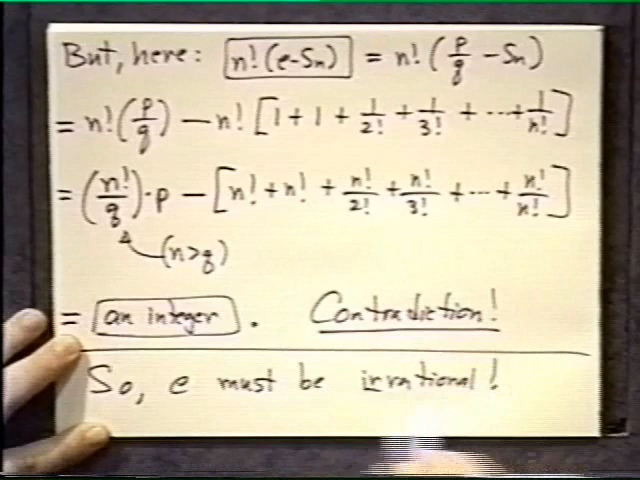 But, here: n!(e-Sn) = n!(p/q - Sn)
= n!(p/q) - n! [1 + 1 + 1/2! + 1/3! + ... + 1/n!]
= (n!/q)·p - [n! + n! + n!/2! + n!/3! + ... + n!/n!]
(n>q)
= an integer. Contradiction!
So, e must be irrational!